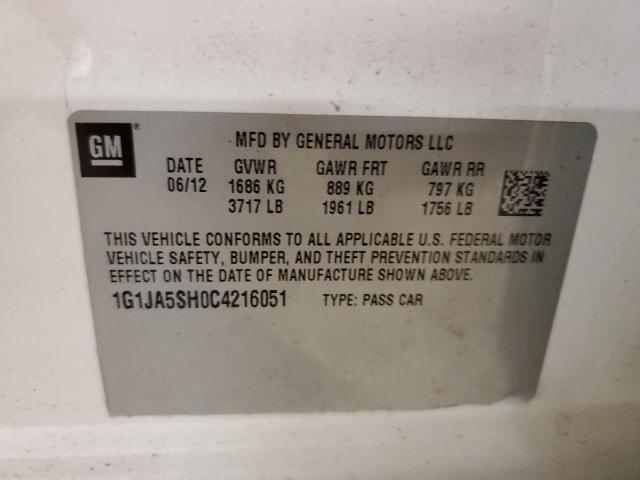 GM ®
MFD BY GENERAL MOTORS LLC
DATE GVWR GAWR FRT GAWR RR
06/12 1686 KG 889 KG 797 KG
3717 LB 1961 LB 1756 LB
THIS VEHICLE CONFORMS TO ALL APPLICABLE U.S. FEDERAL MOTOR
VEHICLE SAFETY, BUMPER, AND THEFT PREVENTION STANDARDS IN
EFFECT ON THE DATE OF MANUFACTURE SHOWN ABOVE.
1G1JA5SH0C4216051 TYPE: PASS CAR